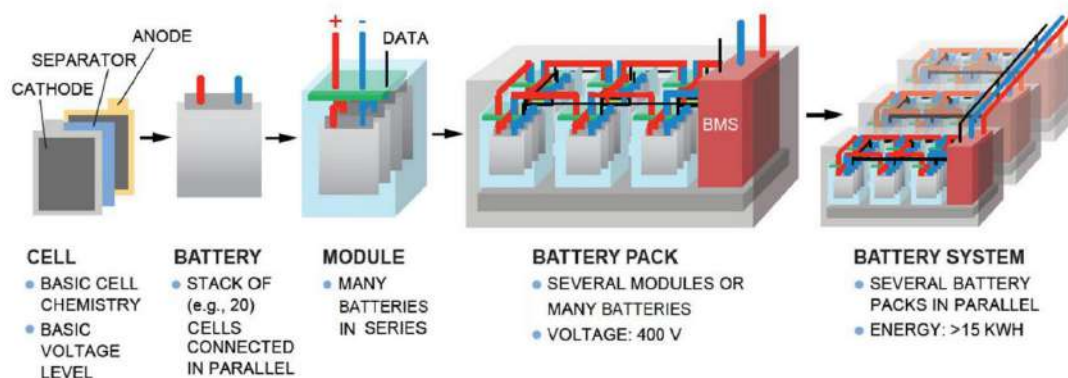 + -
ANODE
SEPARATOR
CATHODE
DATA
BMS
CELL
BASIC CELL
CHEMISTRY
BASIC
VOLTAGE
LEVEL
BATTERY
STACK OF
(e.g., 20)
CELLS
CONNECTED
IN PARALLEL
MODULE
MANY
BATTERIES
IN SERIES
BATTERY PACK
SEVERAL MODULES OR
MANY BATTERIES
VOLTAGE: 400 V
BATTERY SYSTEM
SEVERAL BATTERY
PACKS IN PARALLEL
ENERGY: >15 KWH